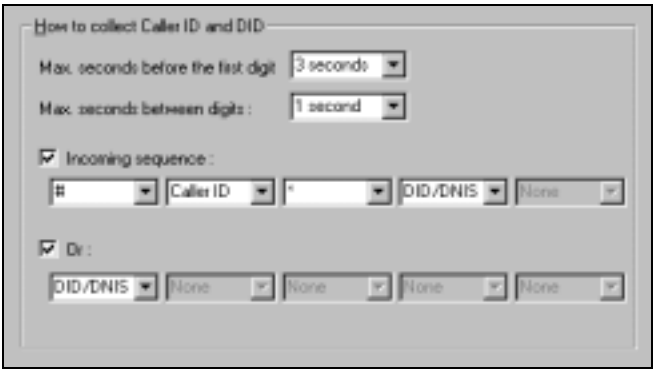 How to collect Caller ID and DID
Max. seconds before the first digit 3 seconds
Max. seconds between digits : 1 second
Incoming sequence :
# Caller ID * DID/DNIS None
Or :
DID/DNIS None None None None